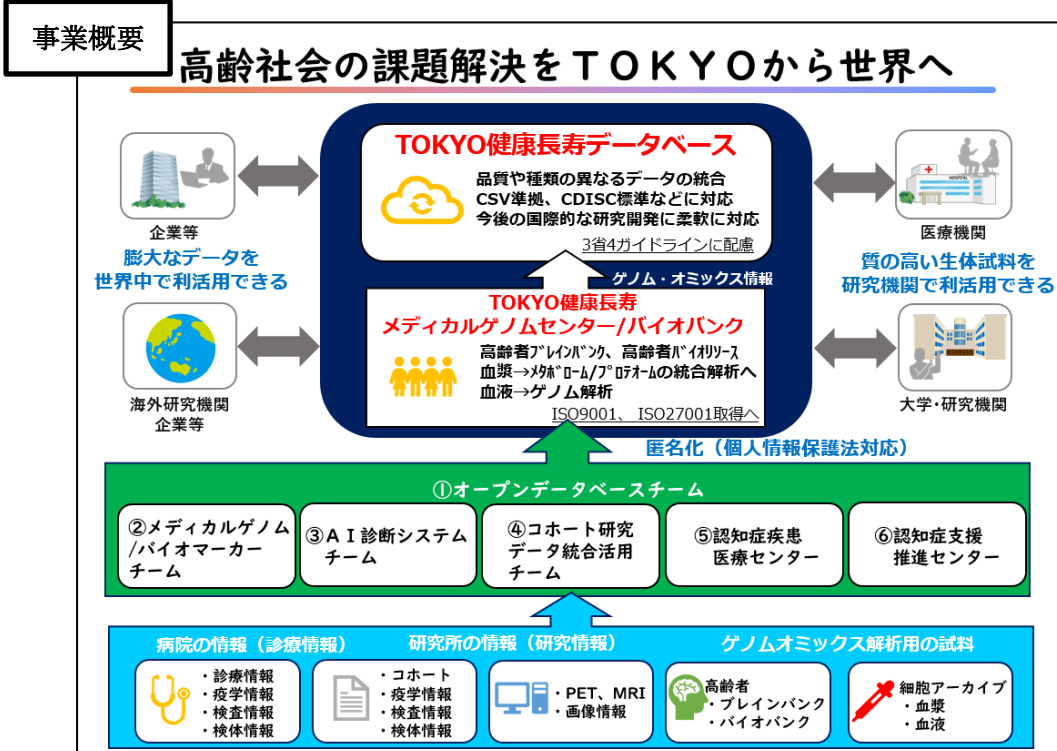 事業概要
高齢社会の課題解決をＴＯＫＹＯから世界へ
TOKYO健康長寿データベース
品質や種類の異なるデータの統合
CSV準拠、CDISC標準などに対応
今後の国際的な研究開発に柔軟に対応
3省4ガイドラインに配慮
企業等
膨大なデータを
世界中で利活用できる
海外研究機関
企業等
HOSPITAL
医療機関
質の高い生体試料を
研究機関で利活用できる
大学・研究機関
ゲノム・オミックス情報
TOKYO健康長寿
メディカルゲノムセンター/バイオバンク
高齢者ﾌﾞﾚｲﾝﾊﾞﾝｸ、高齢者ﾊﾞｲｵﾘｿｰｽ
血漿→ﾒﾀﾎﾞﾛｰﾑ/ﾌﾟﾛﾃｵｰﾑの統合解析へ
血液→ゲノム解析
ISO9001、 ISO27001取得へ
匿名化（個人情報保護法対応）
①オープンデータベースチーム
②メディカルゲノム
/バイオマーカー
チーム
③ＡＩ診断システム
チーム
④コホート研究
データ統合活用
チーム
⑤認知症疾患
医療センター
⑥認知症支援
推進センター
病院の情報（診療情報）
研究所の情報（研究情報）
ゲノムオミックス解析用の試料
・診療情報
・疫学情報
・検査情報
・検体情報
・コホート
・疫学情報
・検査情報
・検体情報
・PET、MRI
・画像情報
高齢者
・ブレインバンク
・バイオバンク
細胞アーカイブ
・血漿
・血液